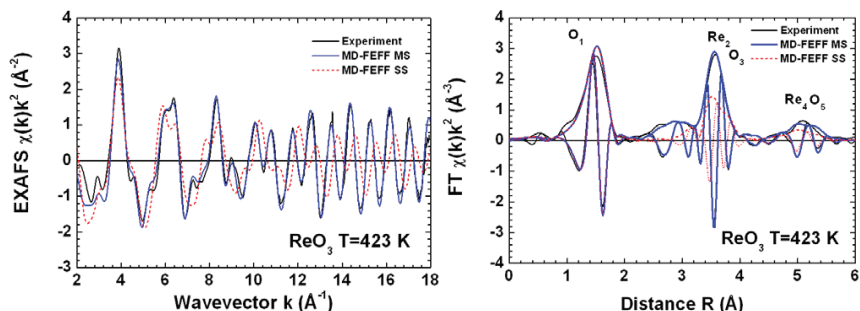 4
3
2
1
0
-1
-2
-3
EXAFS χ(k)k² (Å⁻²)
Experiment
MD-FEFF MS
MD-FEFF SS
ReO₃ T=423 K
2 4 6 8 10 12 14 16 18
Wavevector k (Å⁻¹)
4
3
2
1
0
-1
-2
-3
-4
FT χ(k)k² (Å⁻³)
O₁
Re₂
O₃
Re₄O₅
Experiment
MD-FEFF MS
MD-FEFF SS
ReO₃ T=423 K
0 1 2 3 4 5 6
Distance R (Å)